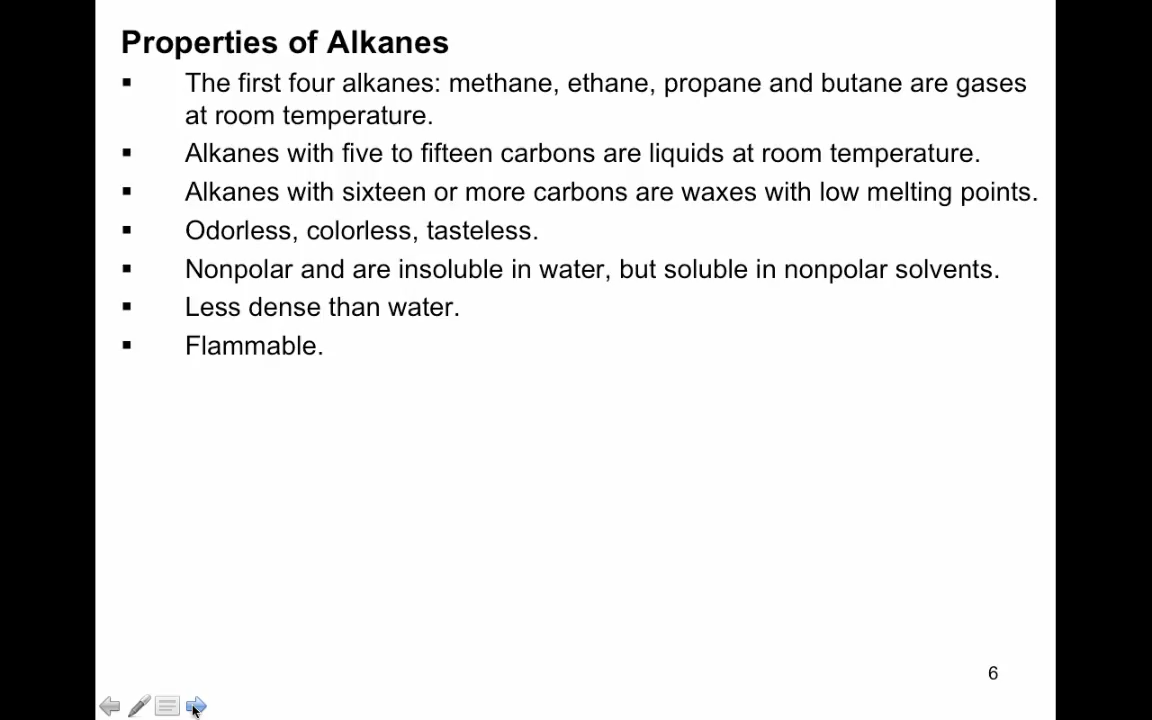 Properties of Alkanes
▪ The first four alkanes: methane, ethane, propane and butane are gases
at room temperature.
▪ Alkanes with five to fifteen carbons are liquids at room temperature.
▪ Alkanes with sixteen or more carbons are waxes with low melting points.
▪ Odorless, colorless, tasteless.
▪ Nonpolar and are insoluble in water, but soluble in nonpolar solvents.
▪ Less dense than water.
▪ Flammable.
6